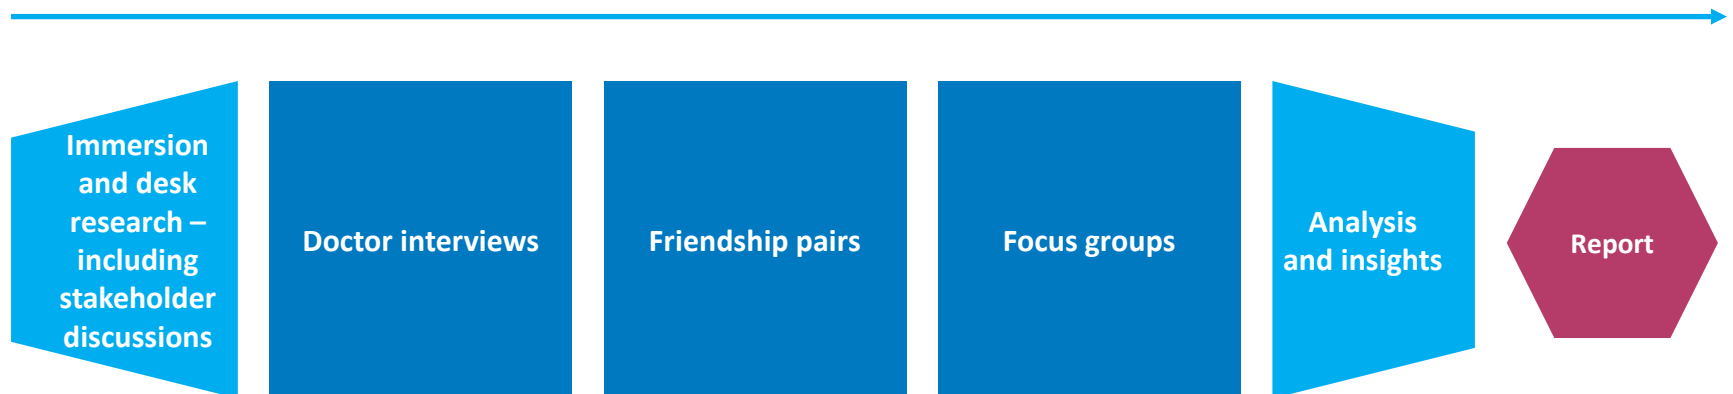 Immersion
and desk
research –
including
stakeholder
discussions
Doctor interviews
Friendship pairs
Focus groups
Analysis
and insights
Report